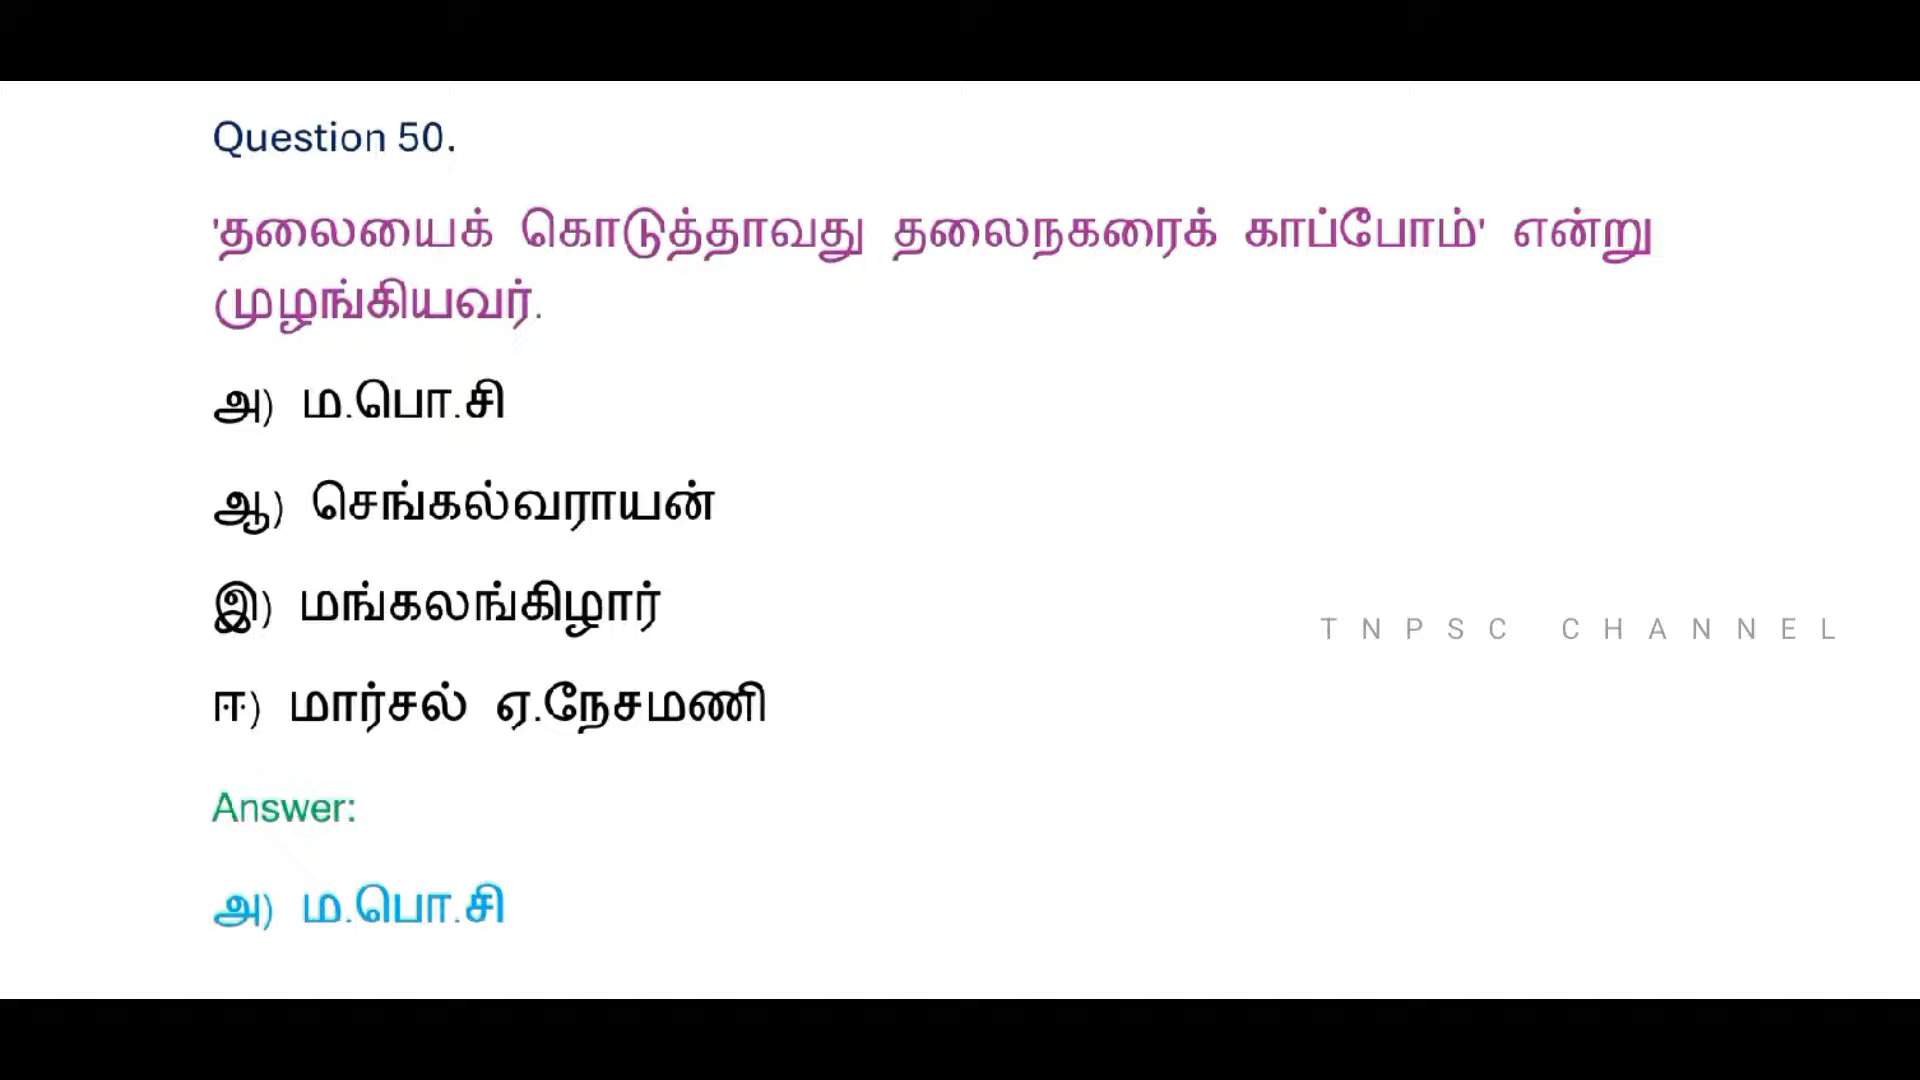 Question 50.
'தலையைக் கொடுத்தாவது தலைநகரைக் காப்போம்' என்று
முழங்கியவர்.
அ) ம.பொ.சி
ஆ) செங்கல்வராயன்
இ) மங்கலங்கிழார்
TNPSC CHANNEL
ஈ) மார்சல் ஏ.நேசமணி
Answer:
அ) ம.பொ.சி